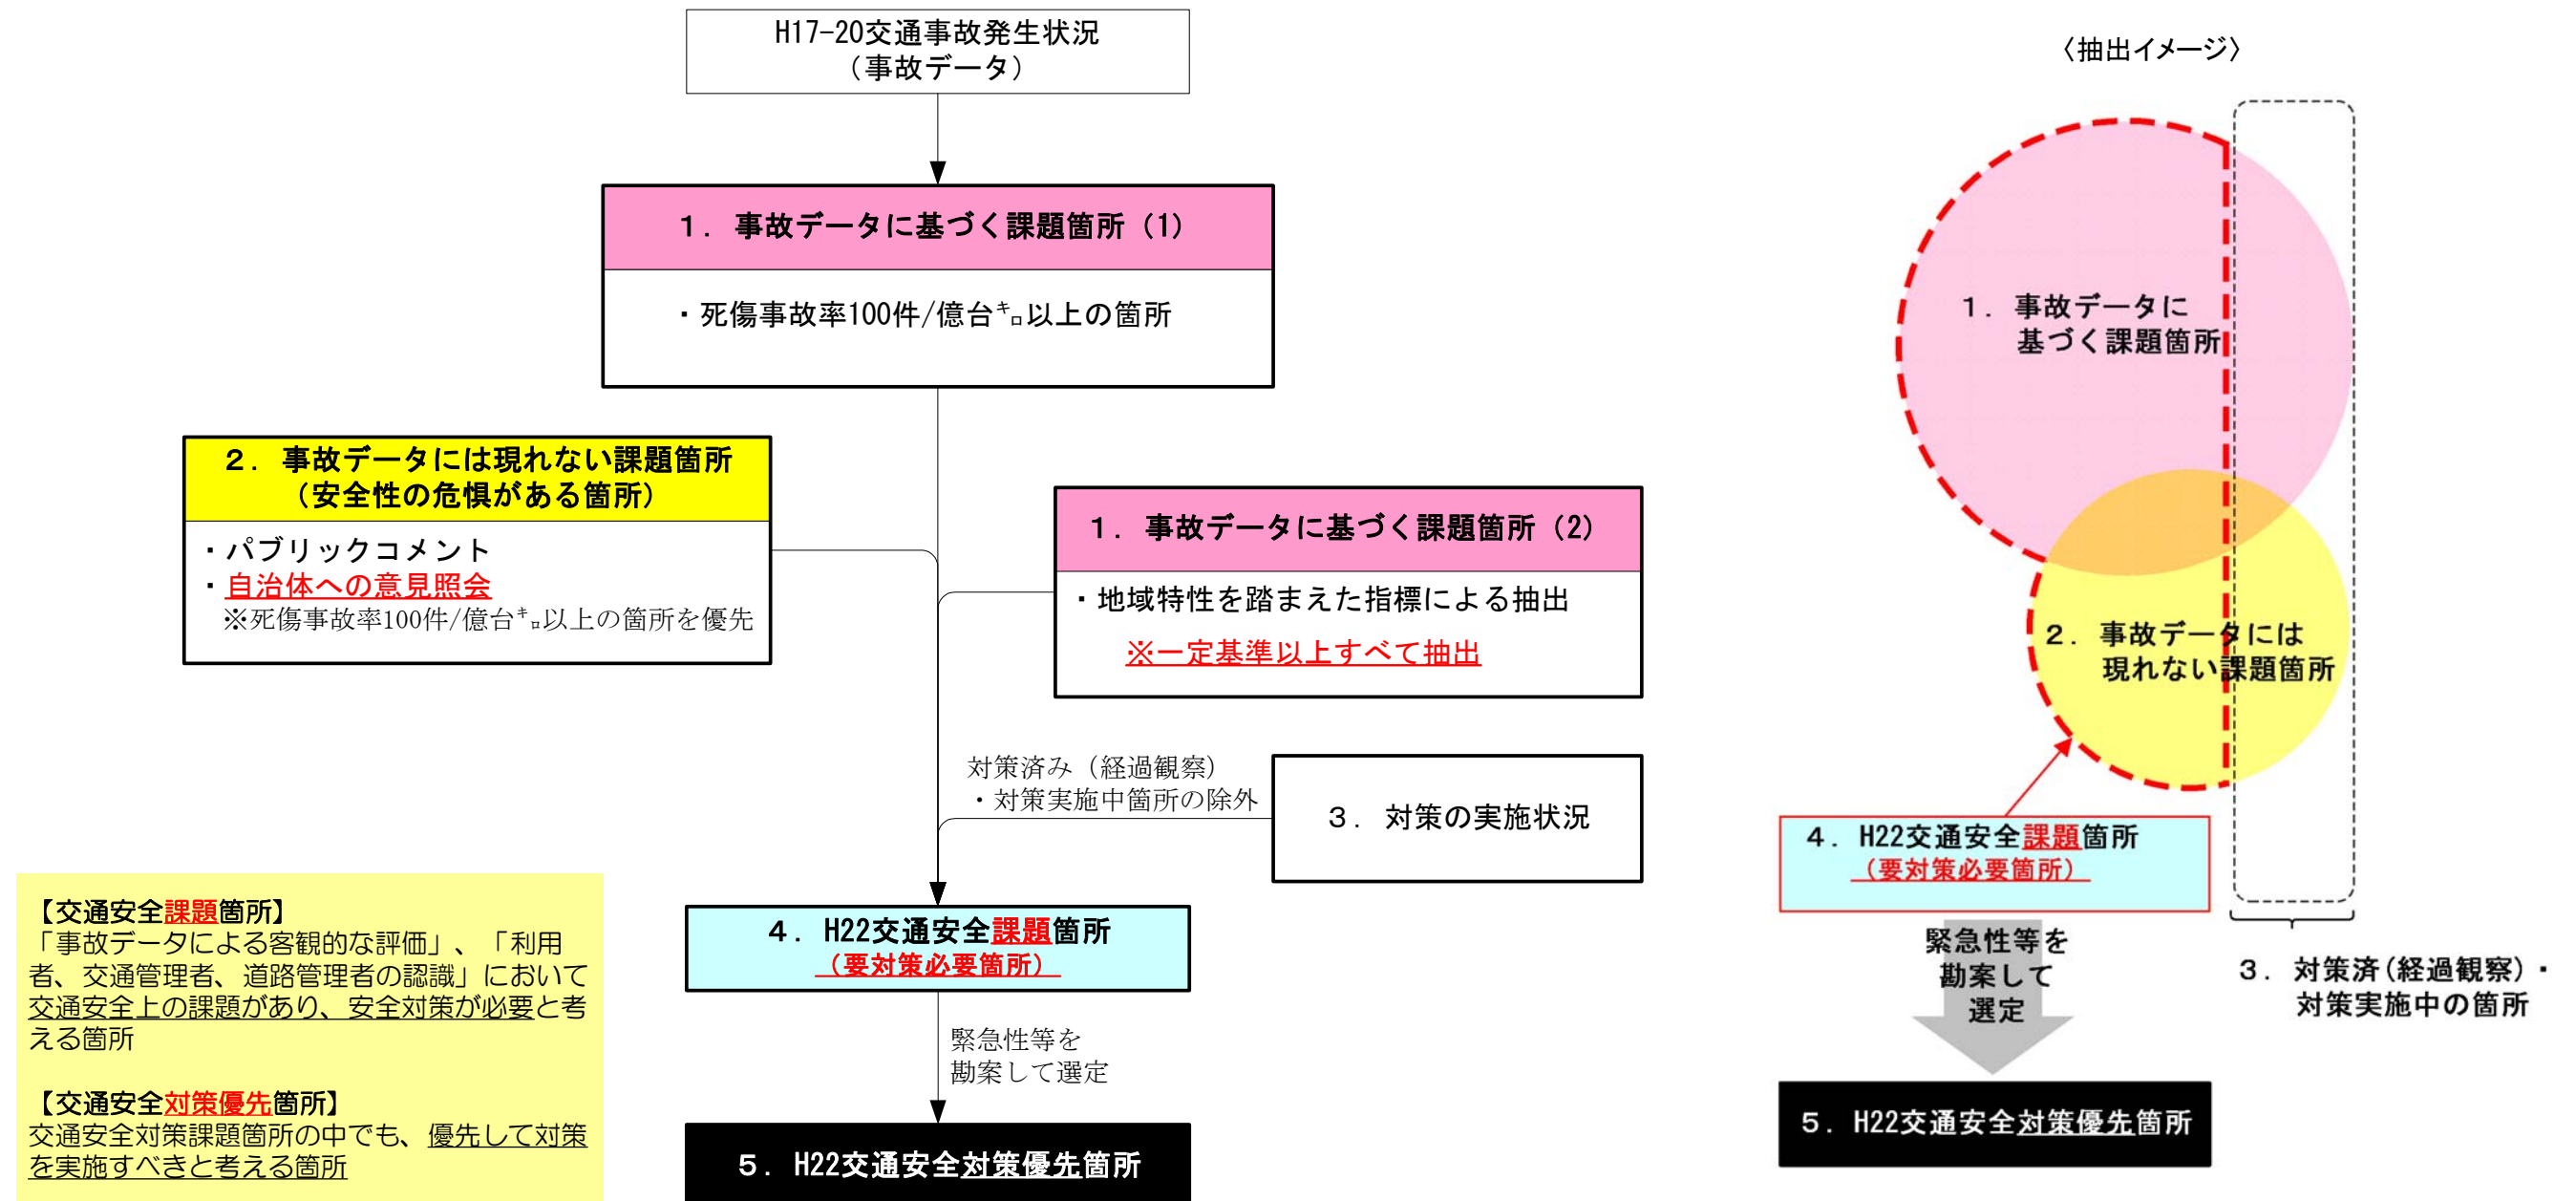 H17-20交通事故発生状況
（事故データ）
１．事故データに基づく課題箇所（1）
・死傷事故率100件/億台㌔以上の箇所
２．事故データには現れない課題箇所
（安全性の危惧がある箇所）
・パブリックコメント
・自治体への意見照会
※死傷事故率100件/億台㌔以上の箇所を優先
１．事故データに基づく課題箇所（2）
・地域特性を踏まえた指標による抽出
※一定基準以上すべて抽出
対策済み（経過観察）
・対策実施中箇所の除外
３．対策の実施状況
４．H22交通安全課題箇所
（要対策必要箇所）
緊急性等を
勘案して選定
５．H22交通安全対策優先箇所
【交通安全課題箇所】
「事故データによる客観的な評価」、「利用
者、交通管理者、道路管理者の認識」において
交通安全上の課題があり、安全対策が必要と考
える箇所
【交通安全対策優先箇所】
交通安全対策課題箇所の中でも、優先して対策
を実施すべきと考える箇所
〈抽出イメージ〉
１．事故データに
基づく課題箇所
２．事故データには
現れない課題箇所
４．H22交通安全課題箇所
（要対策必要箇所）
緊急性等を
勘案して
選定
３．対策済（経過観察）・
対策実施中の箇所
５．H22交通安全対策優先箇所